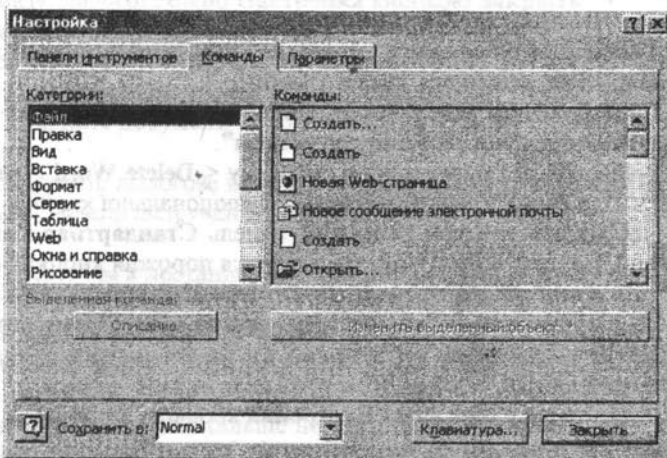 Настройка
Панели инструментов
Команды
Параметры
Категории:
Файл
Правка
Вид
Вставка
Формат
Сервис
Таблица
Web
Окна и справка
Рисование
Команды:
Создать...
Создать
Новая Web-страница
Новое сообщение электронной почты
Создать
Открыть...
Выделенная команда:
Описание
Изменить выделенный объект
Сохранить в: Normal
Клавиатура...
Закрыть